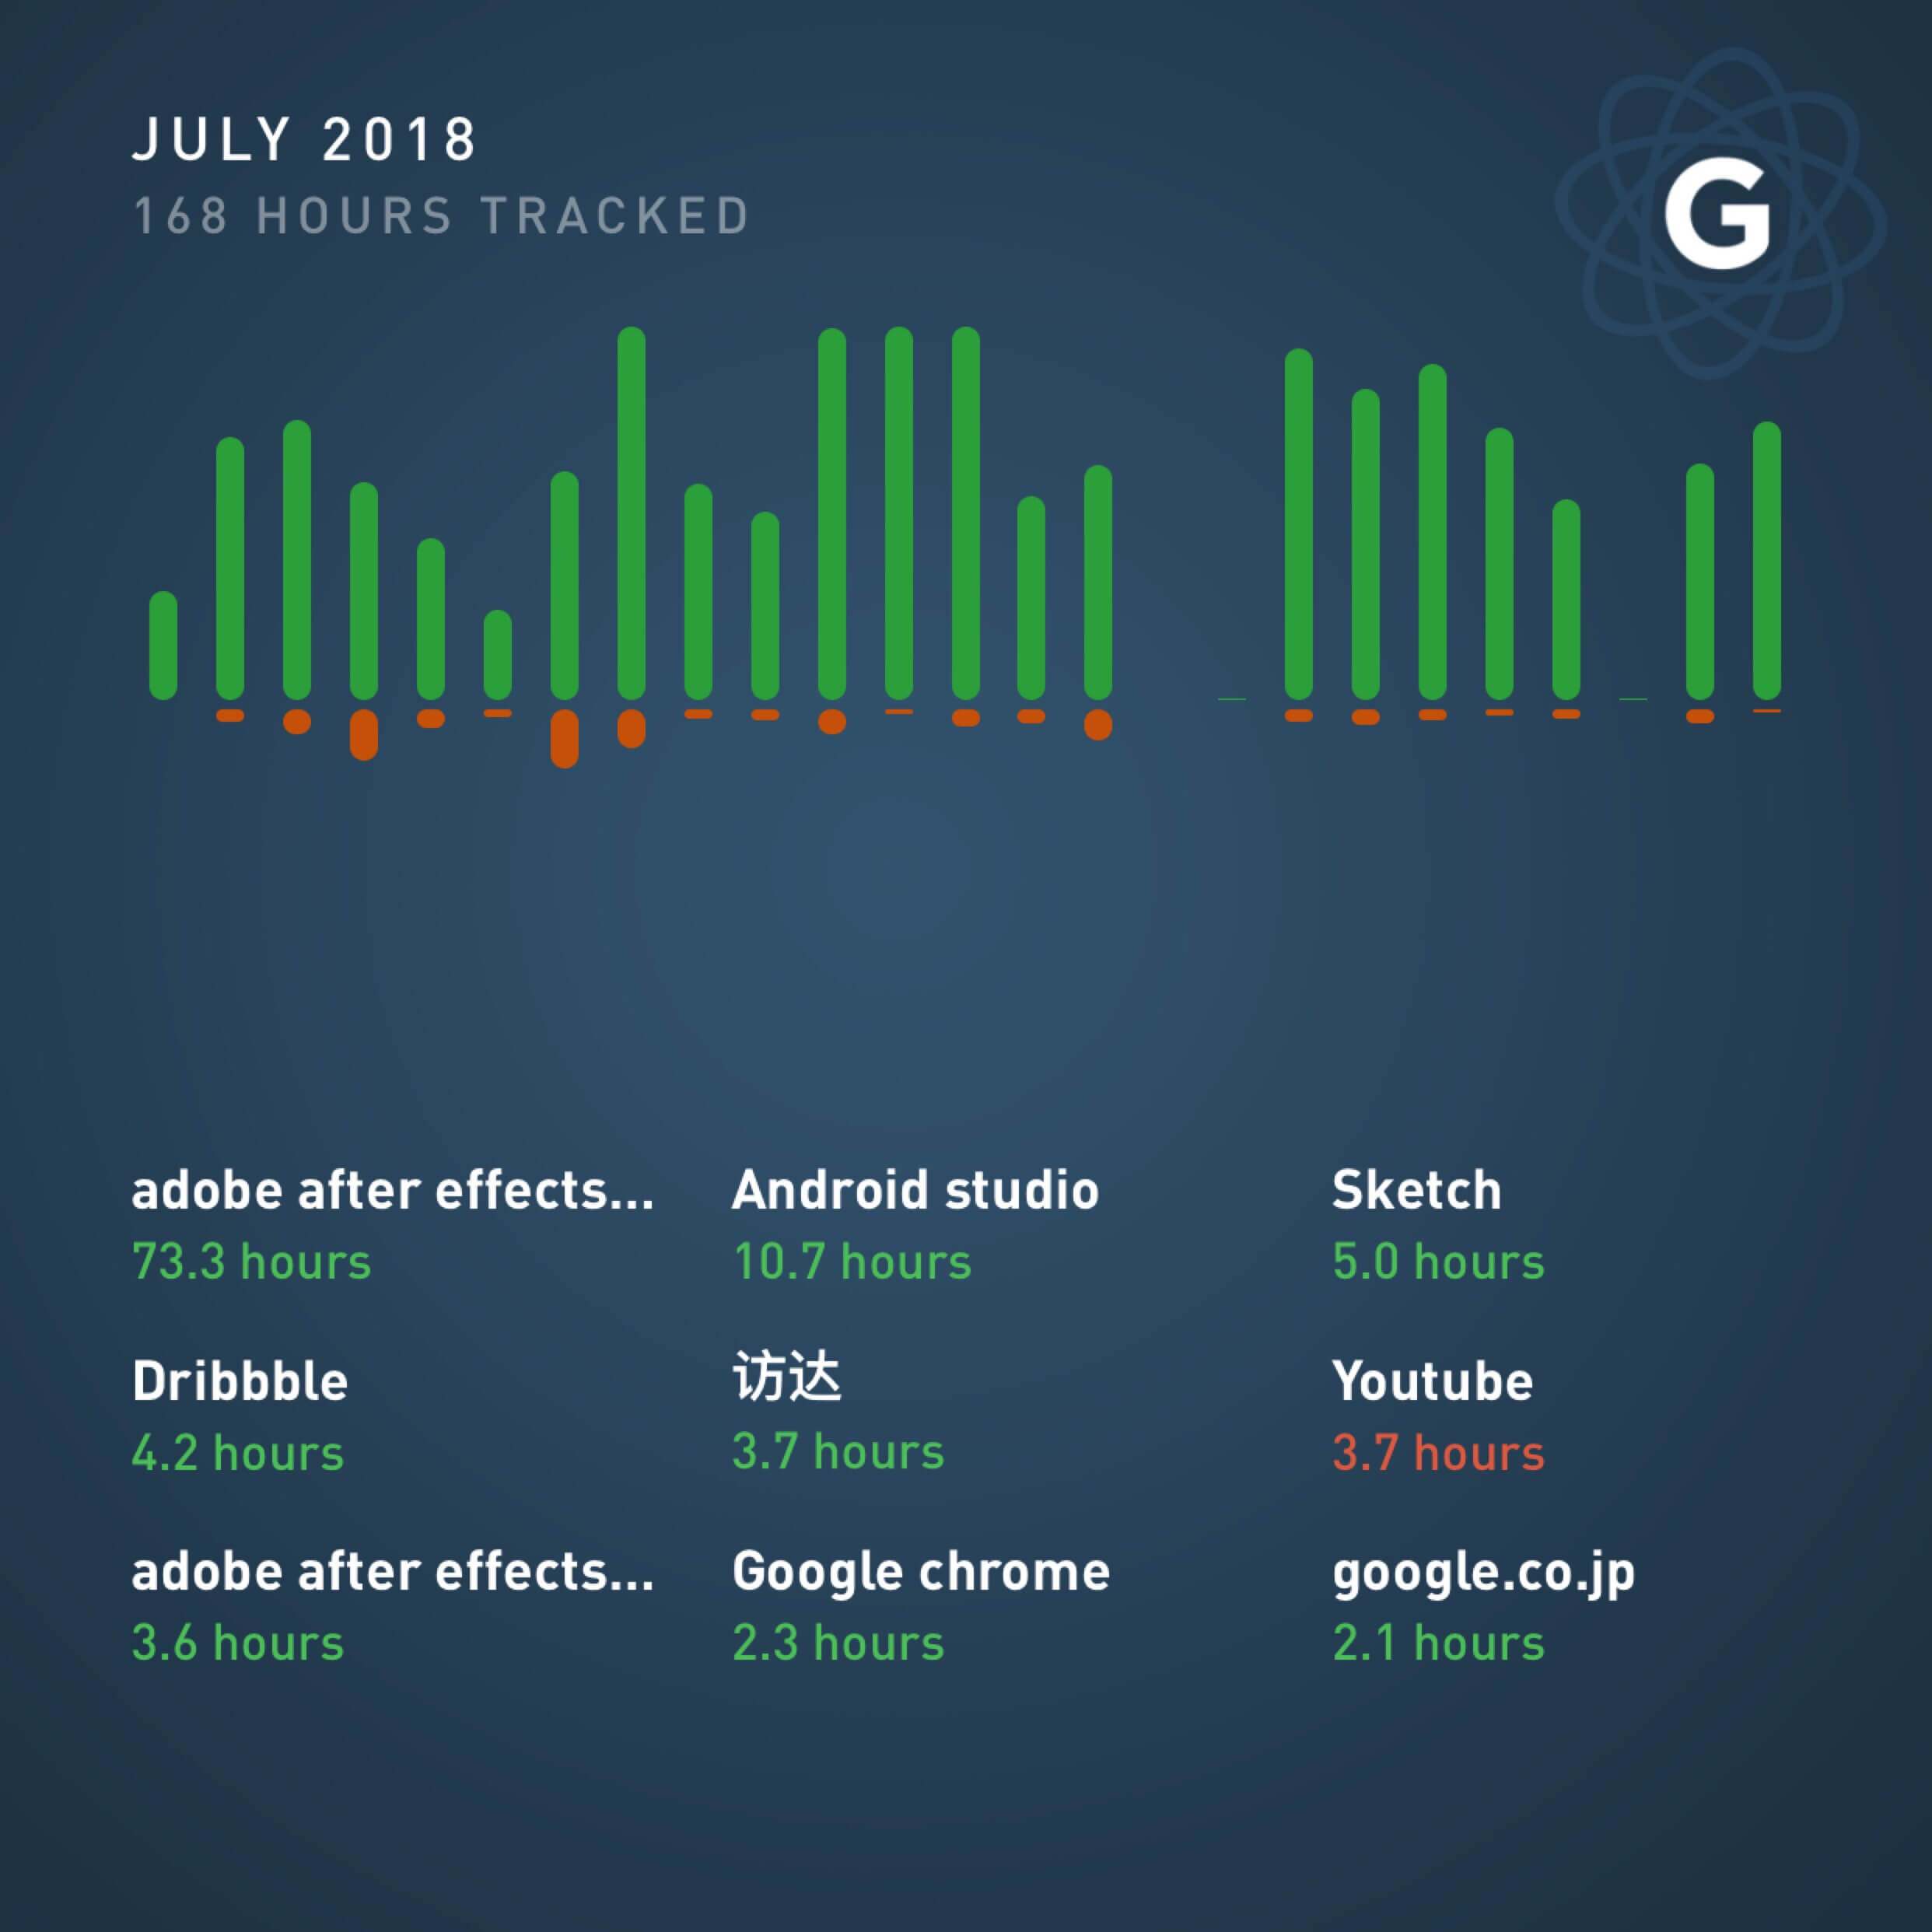 JULY 2018
168 HOURS TRACKED
G
adobe after effects...
73.3 hours
Android studio
10.7 hours
Sketch
5.0 hours
Dribbble
4.2 hours
访达
3.7 hours
Youtube
3.7 hours
adobe after effects...
3.6 hours
Google chrome
2.3 hours
google.co.jp
2.1 hours